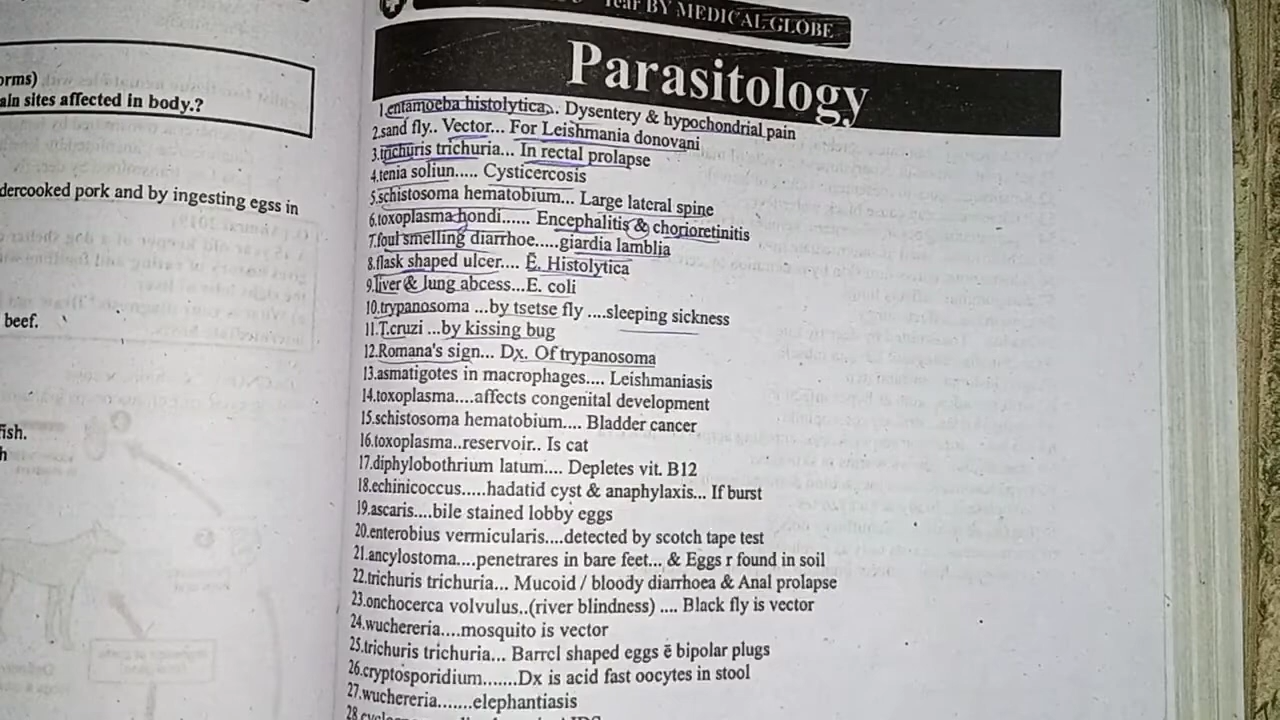 Year BY MEDICAL GLOBE
Parasitology
orms)
ain sites affected in body.?
dercooked pork and by ingesting egss in
beef.
fish.
h
1.entamoeba histolytica.. Dysentery & hypochondrial pain
2.sand fly.. Vector... For Leishmania donovani
3.trichuris trichuria... In rectal prolapse
4.tenia soliun..... Cysticercosis
5.schistosoma hematobium... Large lateral spine
6.toxoplasma hondi...... Encephalitis & chorioretinitis
7.foul smelling diarrhoe.....giardia lamblia
8.flask shaped ulcer.... E. Histolytica
9.liver & lung abcess...E. coli
10.trypanosoma ...by tsetse fly ....sleeping sickness
11.T.cruzi ...by kissing bug
12.Romana's sign... Dx. Of trypanosoma
13.asmatigotes in macrophages.... Leishmaniasis
14.toxoplasma....affects congenital development
15.schistosoma hematobium.... Bladder cancer
16.toxoplasma..reservoir.. Is cat
17.diphylobothrium latum.... Depletes vit. B12
18.echinicoccus.....hadatid cyst & anaphylaxis... If burst
19.ascaris....bile stained lobby eggs
20.enterobius vermicularis....detected by scotch tape test
21.ancylostoma....penetrares in bare feet... & Eggs r found in soil
22.trichuris trichuria... Mucoid / bloody diarrhoea & Anal prolapse
23.onchocerca volvulus..(river blindness) .... Black fly is vector
24.wuchereria....mosquito is vector
25.trichuris trichuria... Barrcl shaped eggs ē bipolar plugs
26.cryptosporidium.......Dx is acid fast oocytes in stool
27.wuchereria.......elephantiasis
28